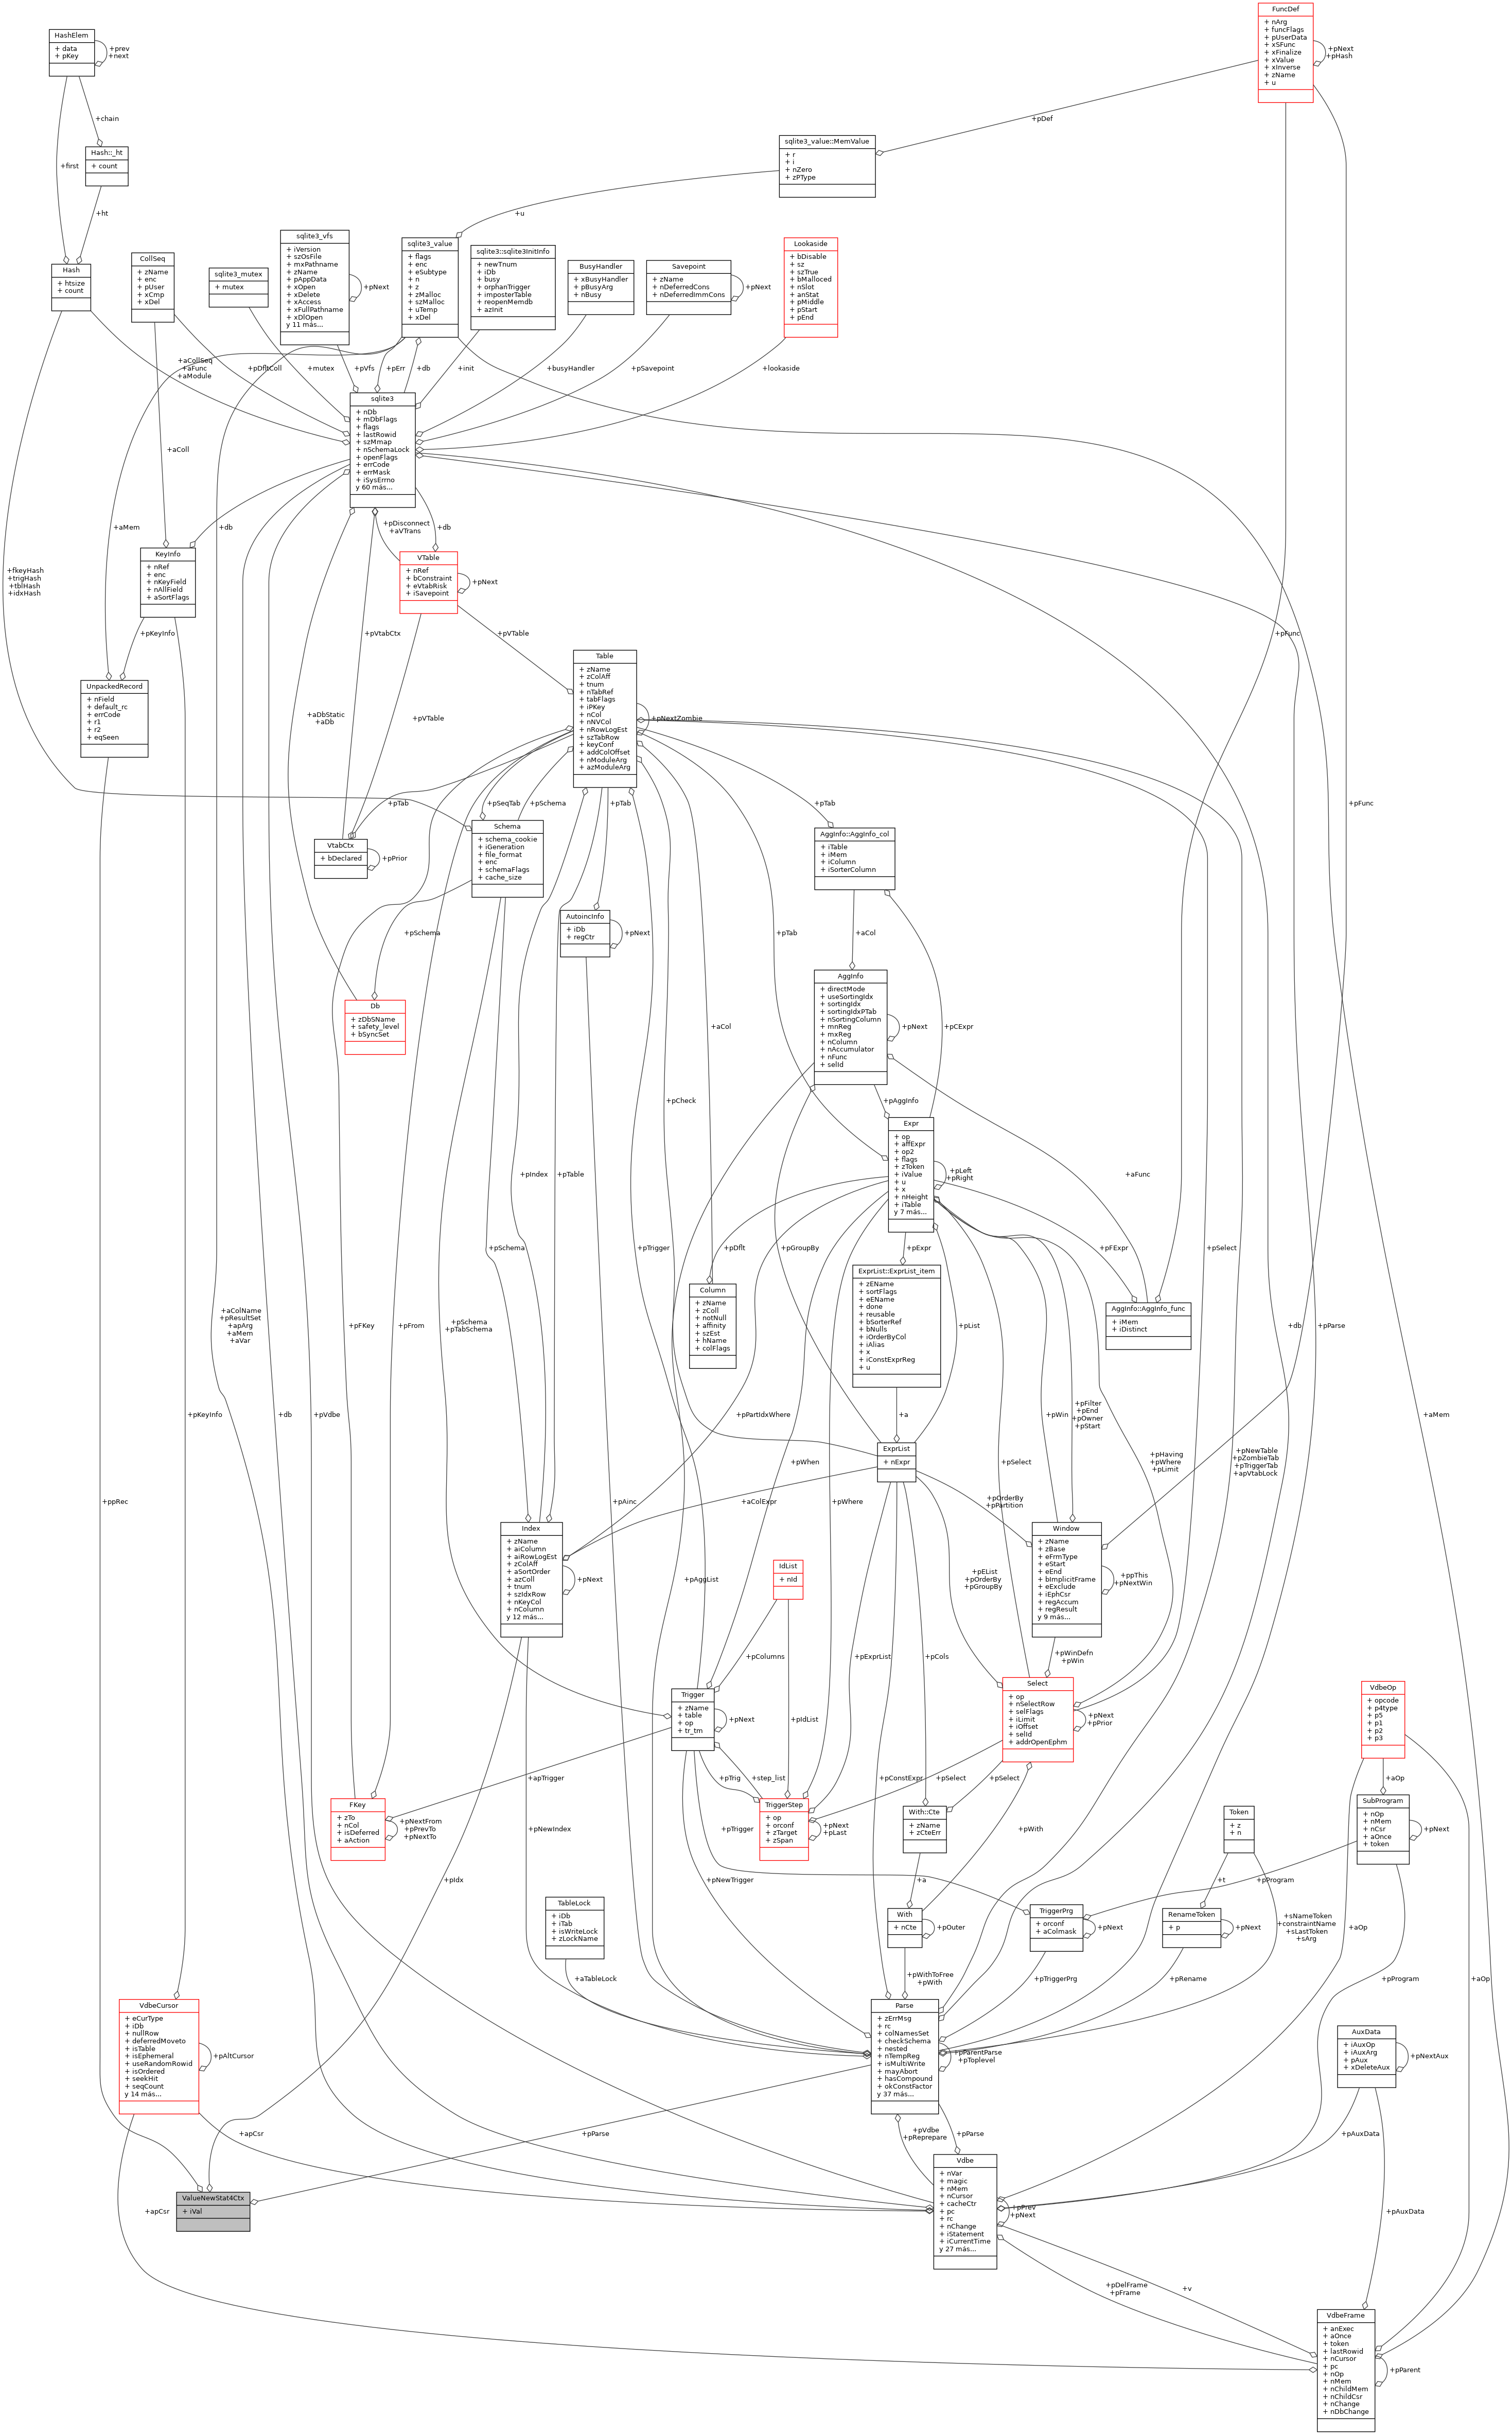 FuncDef
+ nArg
+ funcFlags
+ pUserData
+ xSFunc
+ xFinalize
+ xValue
+ xInverse
+ zName
+ u
+pNext
+pHash
HashElem
+ data
+ pKey
+prev
+next
+chain
+pDef
Hash::_ht
+ count
sqlite3_value::MemValue
+ r
+ i
+ nZero
+ zPType
+first
+ht
+u
Hash
+ htsize
+ count
CollSeq
+ zName
+ enc
+ pUser
+ xCmp
+ xDel
sqlite3_mutex
+ mutex
sqlite3_vfs
+ iVersion
+ szOsFile
+ mxPathname
+ zName
+ pAppData
+ xOpen
+ xDelete
+ xAccess
+ xFullPathname
+ xDlOpen
y 11 más...
+pNext
sqlite3_value
+ flags
+ enc
+ eSubtype
+ n
+ z
+ zMalloc
+ szMalloc
+ uTemp
+ xDel
sqlite3::sqlite3InitInfo
+ newTnum
+ iDb
+ busy
+ orphanTrigger
+ imposterTable
+ reopenMemdb
+ azInit
BusyHandler
+ xBusyHandler
+ pBusyArg
+ nBusy
Savepoint
+ zName
+ nDeferredCons
+ nDeferredImmCons
+pNext
Lookaside
+ bDisable
+ sz
+ szTrue
+ bMalloced
+ nSlot
+ anStat
+ pMiddle
+ pStart
+ pEnd
+aCollSeq
+aFunc
+aModule
+pDfltColl
+mutex
+pVfs
+pErr
+db
+init
+busyHandler
+pSavepoint
+lookaside
sqlite3
+ nDb
+ mDbFlags
+ flags
+ lastRowid
+ szMmap
+ nSchemaLock
+ openFlags
+ errCode
+ errMask
+ iSysErrno
y 60 más...
+aColl
+aMem
+db
+pDisconnect
+aVTrans
+db
+fkeyHash
+trigHash
+tblHash
+idxHash
KeyInfo
+ nRef
+ enc
+ nKeyField
+ nAllField
+ aSortFlags
VTable
+ nRef
+ bConstraint
+ eVtabRisk
+ iSavepoint
+pNext
+pKeyInfo
+pVtabCtx
+pVTable
+pFunc
UnpackedRecord
+ nField
+ default_rc
+ errCode
+ r1
+ r2
+ eqSeen
Table
+ zName
+ zColAff
+ tnum
+ nTabRef
+ tabFlags
+ iPKey
+ nCol
+ nNVCol
+ nRowLogEst
+ szTabRow
+ keyConf
+ addColOffset
+ nModuleArg
+ azModuleArg
+pNextZombie
+aDbStatic
+aDb
+pVTable
+pTab
+pSeqTab
+pSchema
+pTab
+pTab
+pFunc
Schema
+ schema_cookie
+ iGeneration
+ file_format
+ enc
+ schemaFlags
+ cache_size
VtabCtx
+ bDeclared
+pPrior
AggInfo::AggInfo_col
+ iTable
+ iMem
+ iColumn
+ iSorterColumn
AutoincInfo
+ iDb
+ regCtr
+pNext
+pSchema
+pTab
+aCol
AggInfo
+ directMode
+ useSortingIdx
+ sortingIdx
+ sortingIdxPTab
+ nSortingColumn
+ mnReg
+ mxReg
+ nColumn
+ nAccumulator
+ nFunc
+ selId
+pNext
+aCol
+pCExpr
Db
+ zDbSName
+ safety_level
+ bSyncSet
+pCheck
+pAggInfo
Expr
+ op
+ affExpr
+ op2
+ flags
+ zToken
+ iValue
+ u
+ x
+ nHeight
+ iTable
y 7 más...
+pLeft
+pRight
+pIndex
+pTable
+aFunc
+pSchema
+pTrigger
+pDflt
+pGroupBy
+pExpr
+pFExpr
+pSelect
ExprList::ExprList_item
+ zEName
+ sortFlags
+ eEName
+ done
+ reusable
+ bSorterRef
+ bNulls
+ iOrderByCol
+ iAlias
+ x
+ iConstExprReg
+ u
Column
+ zName
+ zColl
+ notNull
+ affinity
+ szEst
+ hName
+ colFlags
AggInfo::AggInfo_func
+ iMem
+ iDistinct
+aColName
+pResultSet
+apArg
+aMem
+aVar
+pFKey
+pFrom
+pSchema
+pTabSchema
+pList
+db
+pParse
+pKeyInfo
+db
+pVdbe
+pPartIdxWhere
+a
+pWin
+pFilter
+pEnd
+pOwner
+pStart
+aMem
ExprList
+ nExpr
+pWhen
+pSelect
+pHaving
+pWhere
+pLimit
+pNewTable
+pZombieTab
+pTriggerTab
+apVtabLock
+ppRec
+pAinc
+aColExpr
+pWhere
+pOrderBy
+pPartition
Index
+ zName
+ aiColumn
+ aiRowLogEst
+ zColAff
+ aSortOrder
+ azColl
+ tnum
+ szIdxRow
+ nKeyCol
+ nColumn
y 12 más...
+pNext
Window
+ zName
+ zBase
+ eFrmType
+ eStart
+ eEnd
+ bImplicitFrame
+ eExclude
+ iEphCsr
+ regAccum
+ regResult
y 9 más...
+ppThis
+pNextWin
IdList
+ nId
+pAggList
+pEList
+pOrderBy
+pGroupBy
+pColumns
+pExprList
+pCols
+pWinDefn
+pWin
Select
+ op
+ nSelectRow
+ selFlags
+ iLimit
+ iOffset
+ selId
+ addrOpenEphm
+pNext
+pPrior
VdbeOp
+ opcode
+ p4type
+ p5
+ p1
+ p2
+ p3
Trigger
+ zName
+ table
+ op
+ tr_tm
+pNext
+pIdList
+apTrigger
+pTrig
+step_list
+pConstExpr
+pSelect
+pSelect
+aOp
+aOp
FKey
+ zTo
+ nCol
+ isDeferred
+ aAction
+pNextFrom
+pPrevTo
+pNextTo
TriggerStep
+ op
+ orconf
+ zTarget
+ zSpan
+pNext
+pLast
With::Cte
+ zName
+ zCteErr
Token
+ z
+ n
SubProgram
+ nOp
+ nMem
+ nCsr
+ aOnce
+ token
+pNext
+pNewIndex
+pTrigger
+pWith
+pIdx
+pNewTrigger
+a
+t
+pProgram
TableLock
+ iDb
+ iTab
+ isWriteLock
+ zLockName
With
+ nCte
+pOuter
TriggerPrg
+ orconf
+ aColmask
+pNext
RenameToken
+ p
+pNext
+sNameToken
+constraintName
+sLastToken
+sArg
+aOp
+aTableLock
+pWithToFree
+pWith
+pTriggerPrg
+pRename
+pProgram
VdbeCursor
+ eCurType
+ iDb
+ nullRow
+ deferredMoveto
+ isTable
+ isEphemeral
+ useRandomRowid
+ isOrdered
+ seekHit
+ seqCount
y 14 más...
+pAltCursor
Parse
+ zErrMsg
+ rc
+ colNamesSet
+ checkSchema
+ nested
+ nTempReg
+ isMultiWrite
+ mayAbort
+ hasCompound
+ okConstFactor
y 37 más...
+pParentParse
+pToplevel
AuxData
+ iAuxOp
+ iAuxArg
+ pAux
+ xDeleteAux
+pNextAux
+apCsr
+pParse
+pVdbe
+pReprepare
+pParse
+pAuxData
Vdbe
+ nVar
+ magic
+ nMem
+ nCursor
+ cacheCtr
+ pc
+ rc
+ nChange
+ iStatement
+ iCurrentTime
y 27 más...
+pPrev
+pNext
ValueNewStat4Ctx
+ iVal
+apCsr
+pAuxData
+pDelFrame
+pFrame
+v
VdbeFrame
+ anExec
+ aOnce
+ token
+ lastRowid
+ nCursor
+ pc
+ nOp
+ nMem
+ nChildMem
+ nChildCsr
+ nChange
+ nDbChange
+pParent